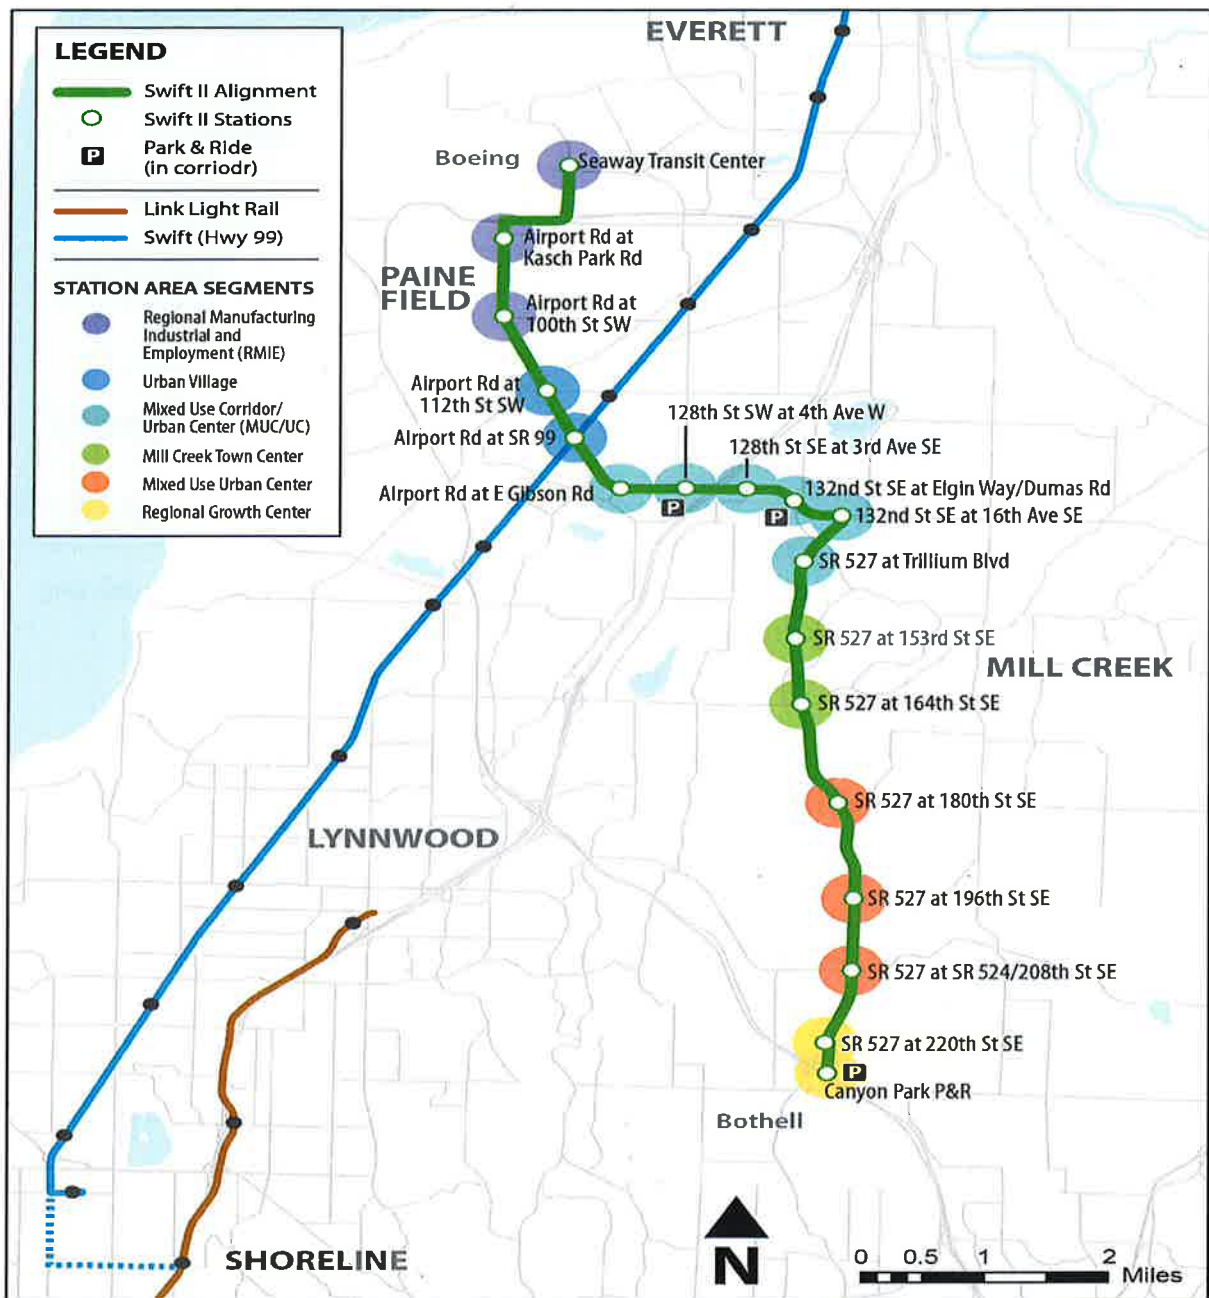 LEGEND
Swift II Alignment
Swift II Stations
P
Park & Ride
(in corriodr)
Link Light Rail
Swift (Hwy 99)
STATION AREA SEGMENTS
Regional Manufacturing
Industrial and
Employment (RMIE)
Urban Village
Mixed Use Corridor/
Urban Center (MUC/UC)
Mill Creek Town Center
Mixed Use Urban Center
Regional Growth Center
EVERETT
Boeing
Seaway Transit Center
Airport Rd at
Kasch Park Rd
PAINE
FIELD
Airport Rd at
100th St SW
Airport Rd at
112th St SW
128th St SW at 4th Ave W
Airport Rd at SR 99
128th St SE at 3rd Ave SE
Airport Rd at E Gibson Rd
132nd St SE at Elgin Way/Dumas Rd
P
P
132nd St SE at 16th Ave SE
SR 527 at Trillium Blvd
SR 527 at 153rd St SE
MILL CREEK
SR 527 at 164th St SE
SR 527 at 180th St SE
LYNNWOOD
SR 527 at 196th St SE
SR 527 at SR 524/208th St SE
SR 527 at 220th St SE
P
Canyon Park P&R
Bothell
SHORELINE
N
0 0.5 1 2
Miles